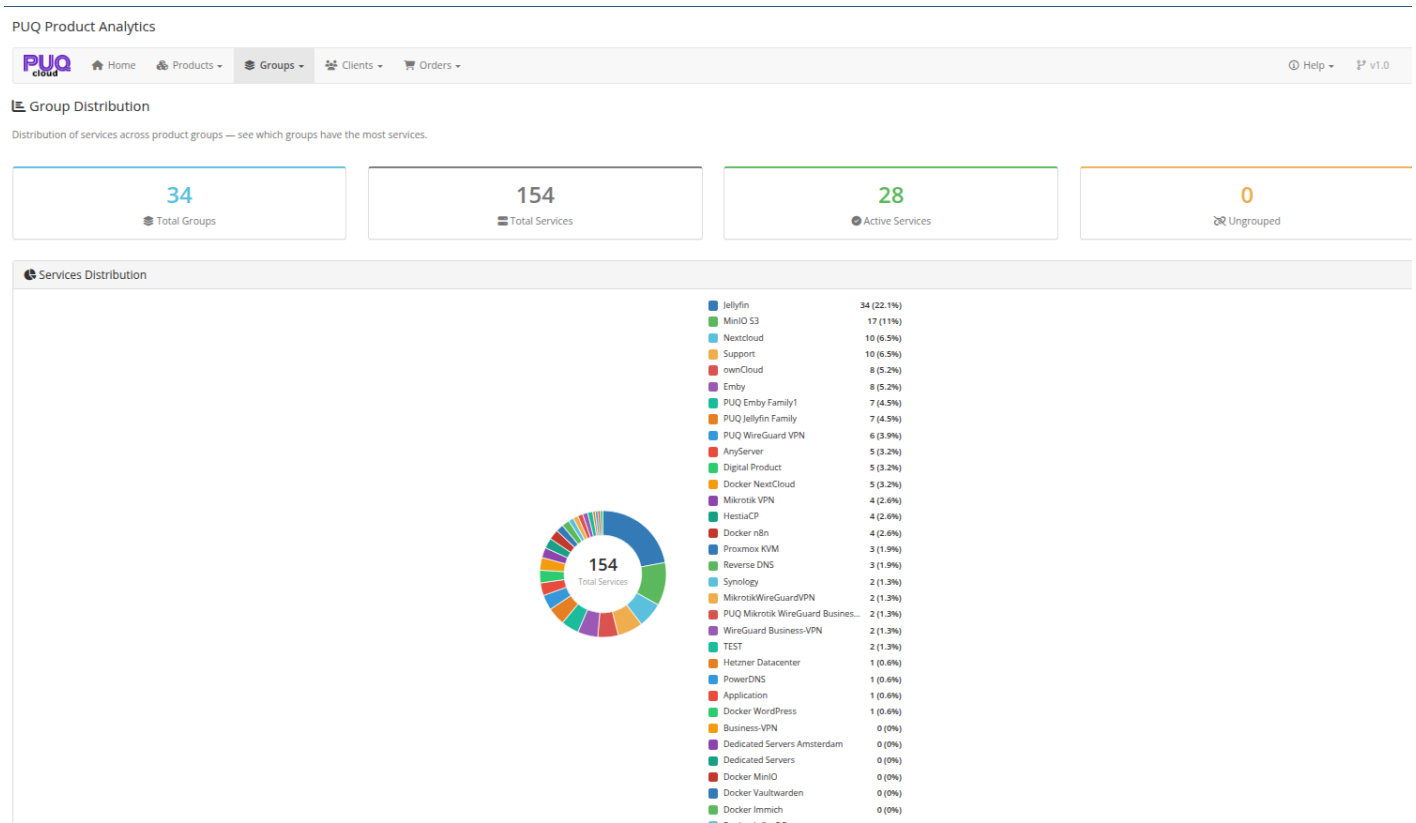 PUQ Product Analytics
PUQ cloud Home Products Groups Clients Orders Help v1.0
Group Distribution
Distribution of services across product groups — see which groups have the most services.
34 154 28 0
Total Groups Total Services Active Services Ungrouped
Services Distribution
Jellyfin 34 (22.1%)
MinIO S3 17 (11%)
Nextcloud 10 (6.5%)
Support 10 (6.5%)
ownCloud 8 (5.2%)
Emby 8 (5.2%)
PUQ Emby Family1 7 (4.5%)
PUQ Jellyfin Family 7 (4.5%)
PUQ WireGuard VPN 6 (3.9%)
AnyServer 5 (3.2%)
Digital Product 5 (3.2%)
Docker NextCloud 5 (3.2%)
Mikrotik VPN 4 (2.6%)
HestiaCP 4 (2.6%)
Docker n8n 4 (2.6%)
Proxmox KVM 3 (1.9%)
154
Reverse DNS 3 (1.9%)
Total Services
Synology 2 (1.3%)
MikrotikWireGuardVPN 2 (1.3%)
PUQ Mikrotik WireGuard Busines... 2 (1.3%)
WireGuard Business-VPN 2 (1.3%)
TEST 2 (1.3%)
Hetzner Datacenter 1 (0.6%)
PowerDNS 1 (0.6%)
Application 1 (0.6%)
Docker WordPress 1 (0.6%)
Business-VPN 0 (0%)
Dedicated Servers Amsterdam 0 (0%)
Dedicated Servers 0 (0%)
Docker MinIO 0 (0%)
Docker Vaultwarden 0 (0%)
Docker Immich 0 (0%)